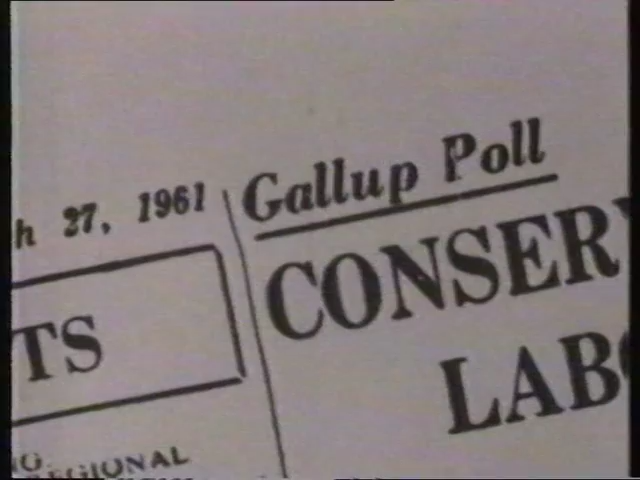 h 27, 1961
TS
REGIONAL
Gallup Poll
CONSER
LAB